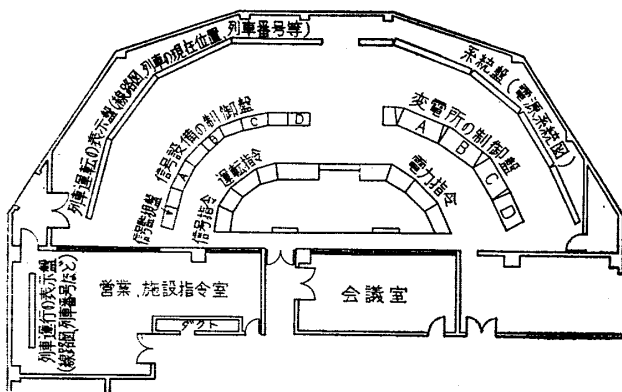 列車運転の表示盤(線路図,列車の現在位置,列車番号等)
系統盤(電源系統図)
信号設備の制御盤
A
B
C
D
変電所の制御盤
A
B
C
D
運転指令
電力指令
信号指令
営業,施設指令室
会議室
ダクト
列車運行の表示盤
(線路図,列車番号など)